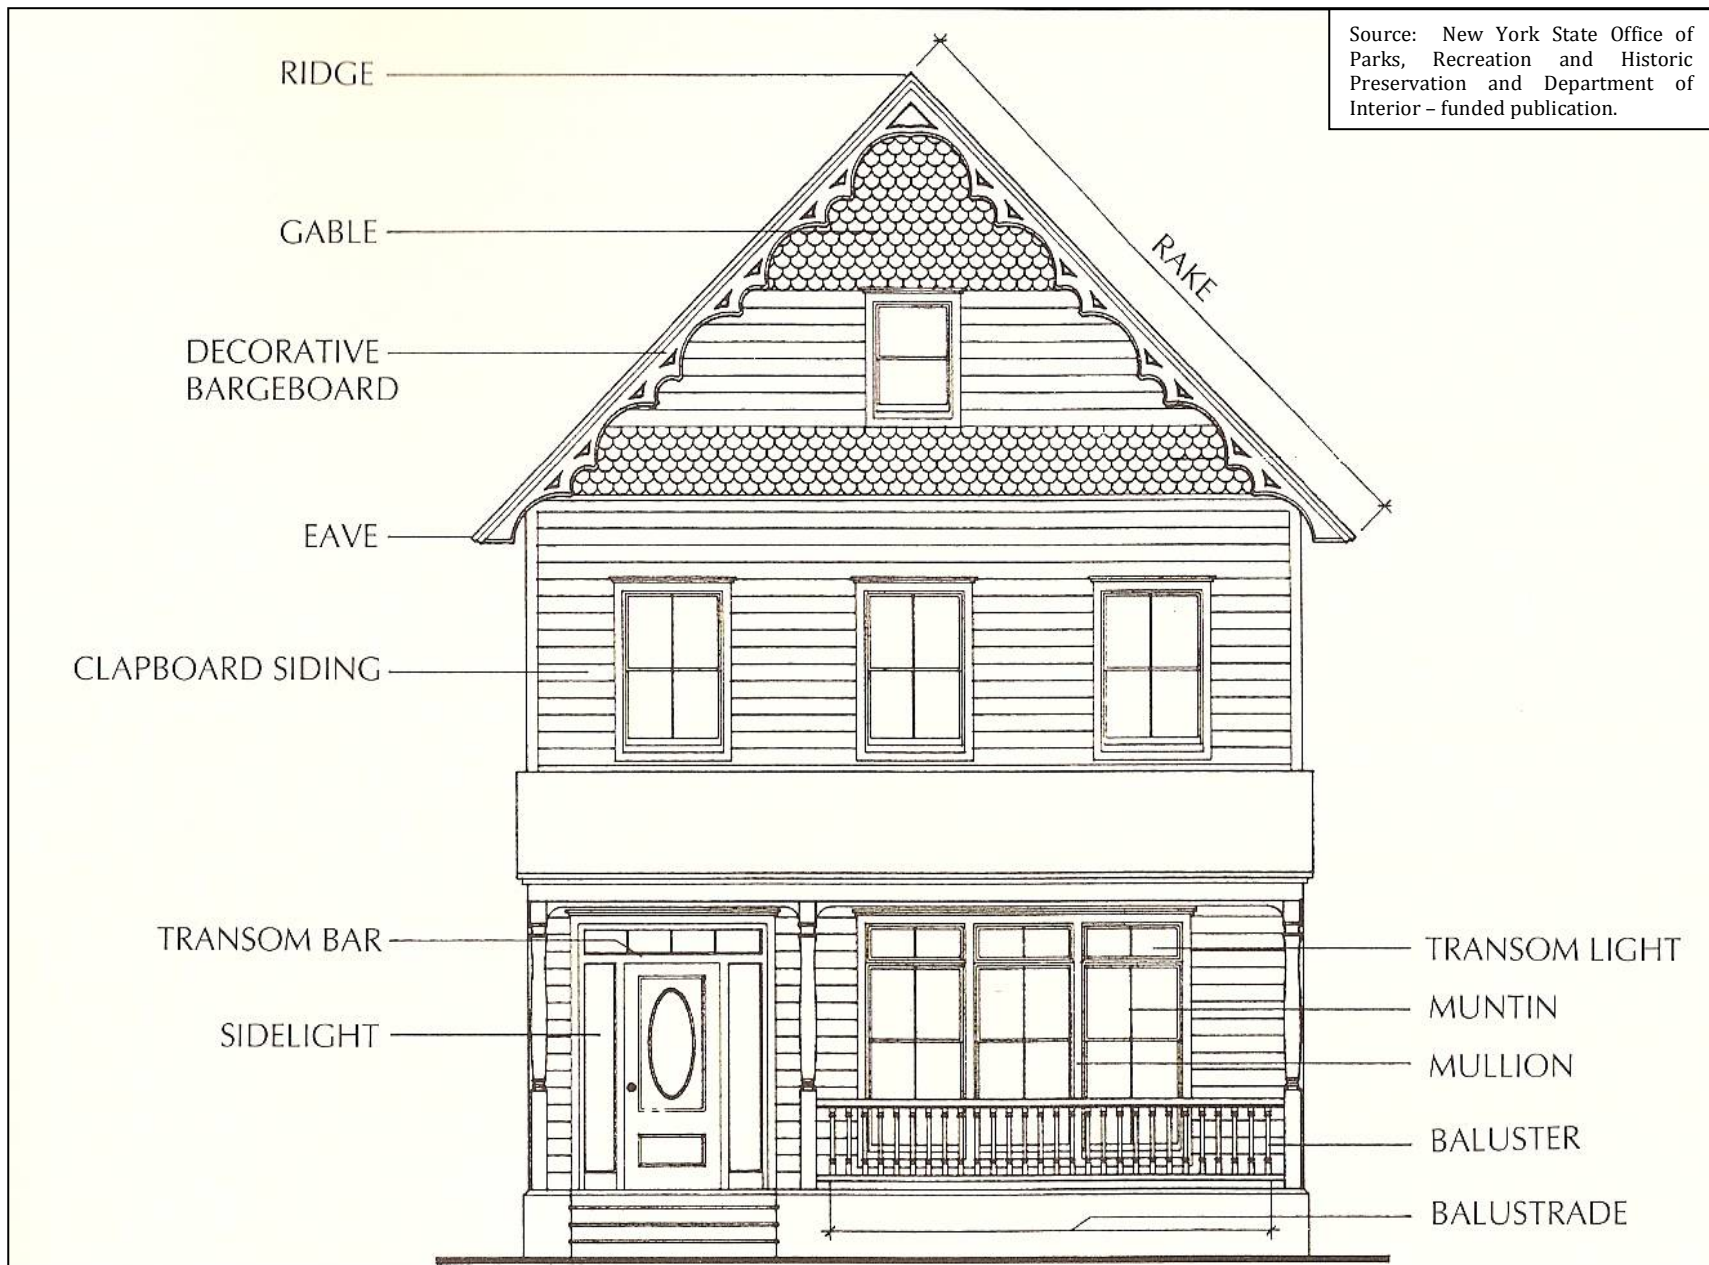 Source: New York State Office of
Parks, Recreation and Historic
Preservation and Department of
Interior – funded publication.
RIDGE
GABLE
RAKE
DECORATIVE
BARGEBOARD
EAVE
CLAPBOARD SIDING
TRANSOM BAR
SIDELIGHT
TRANSOM LIGHT
MUNTIN
MULLION
BALUSTER
BALUSTRADE